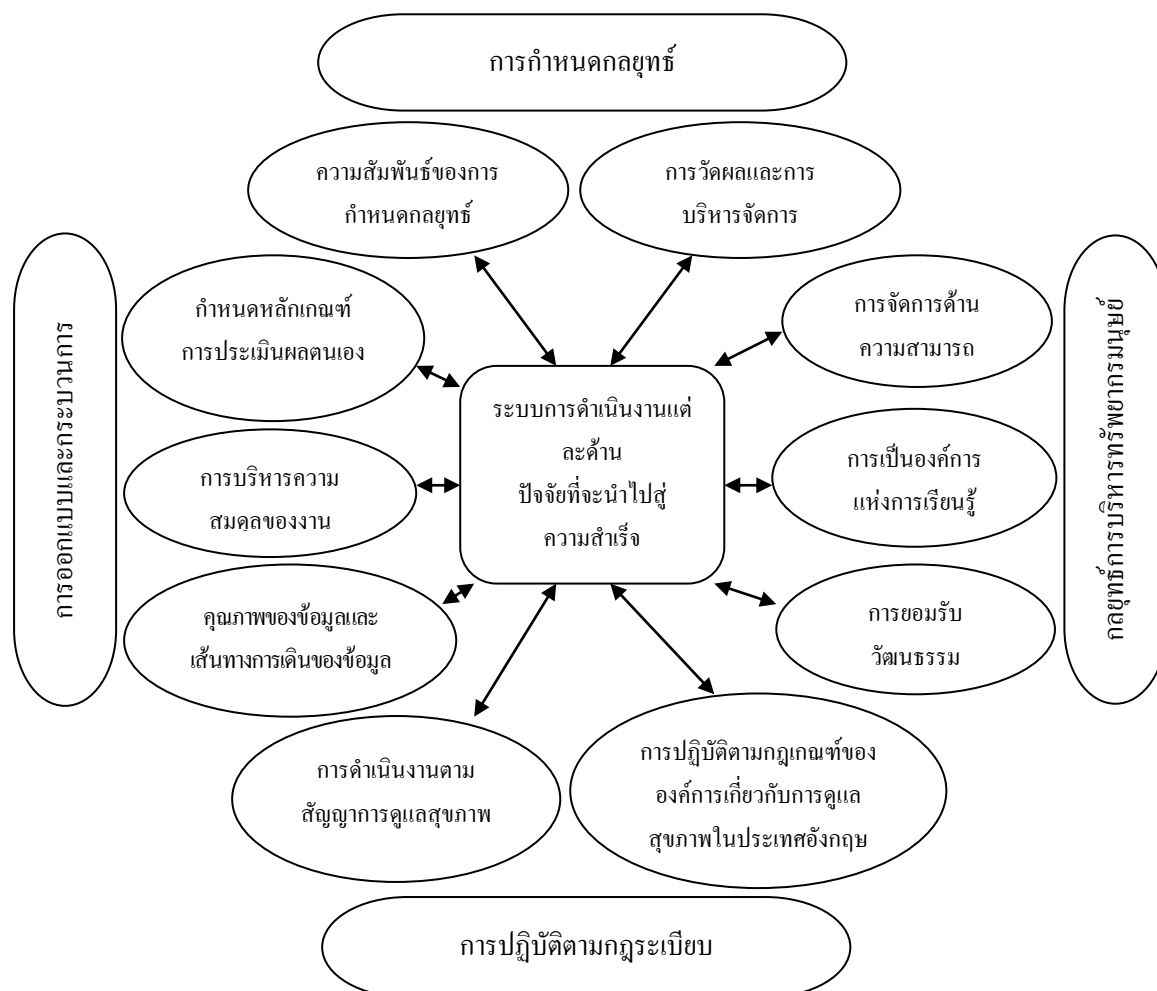 การกำหนดกลยุทธ์
ความสัมพันธ์ของการ
กำหนดกลยุทธ์
การวัดผลและการ
บริหารจัดการ
กำหนดหลักเกณฑ์
การประเมินผลตนเอง
การจัดการด้าน
ความสามารถ
การออกแบบและกระบวนการ
ระบบการดำเนินงานแต่
ละด้าน
ปัจจัยที่จะนำไปสู่
ความสำเร็จ
กลยุทธ์การบริหารทรัพยากรมนุษย์
การบริหารความ
สมดุลของงาน
การเป็นองค์การ
แห่งการเรียนรู้
คุณภาพของข้อมูลและ
เส้นทางการเดินของข้อมูล
การยอมรับ
วัฒนธรรม
การดำเนินงานตาม
สัญญาการดูแลสุขภาพ
การปฏิบัติตามกฎเกณฑ์ของ
องค์การเกี่ยวกับการดูแล
สุขภาพในประเทศอังกฤษ
การปฏิบัติตามกฎระเบียบ